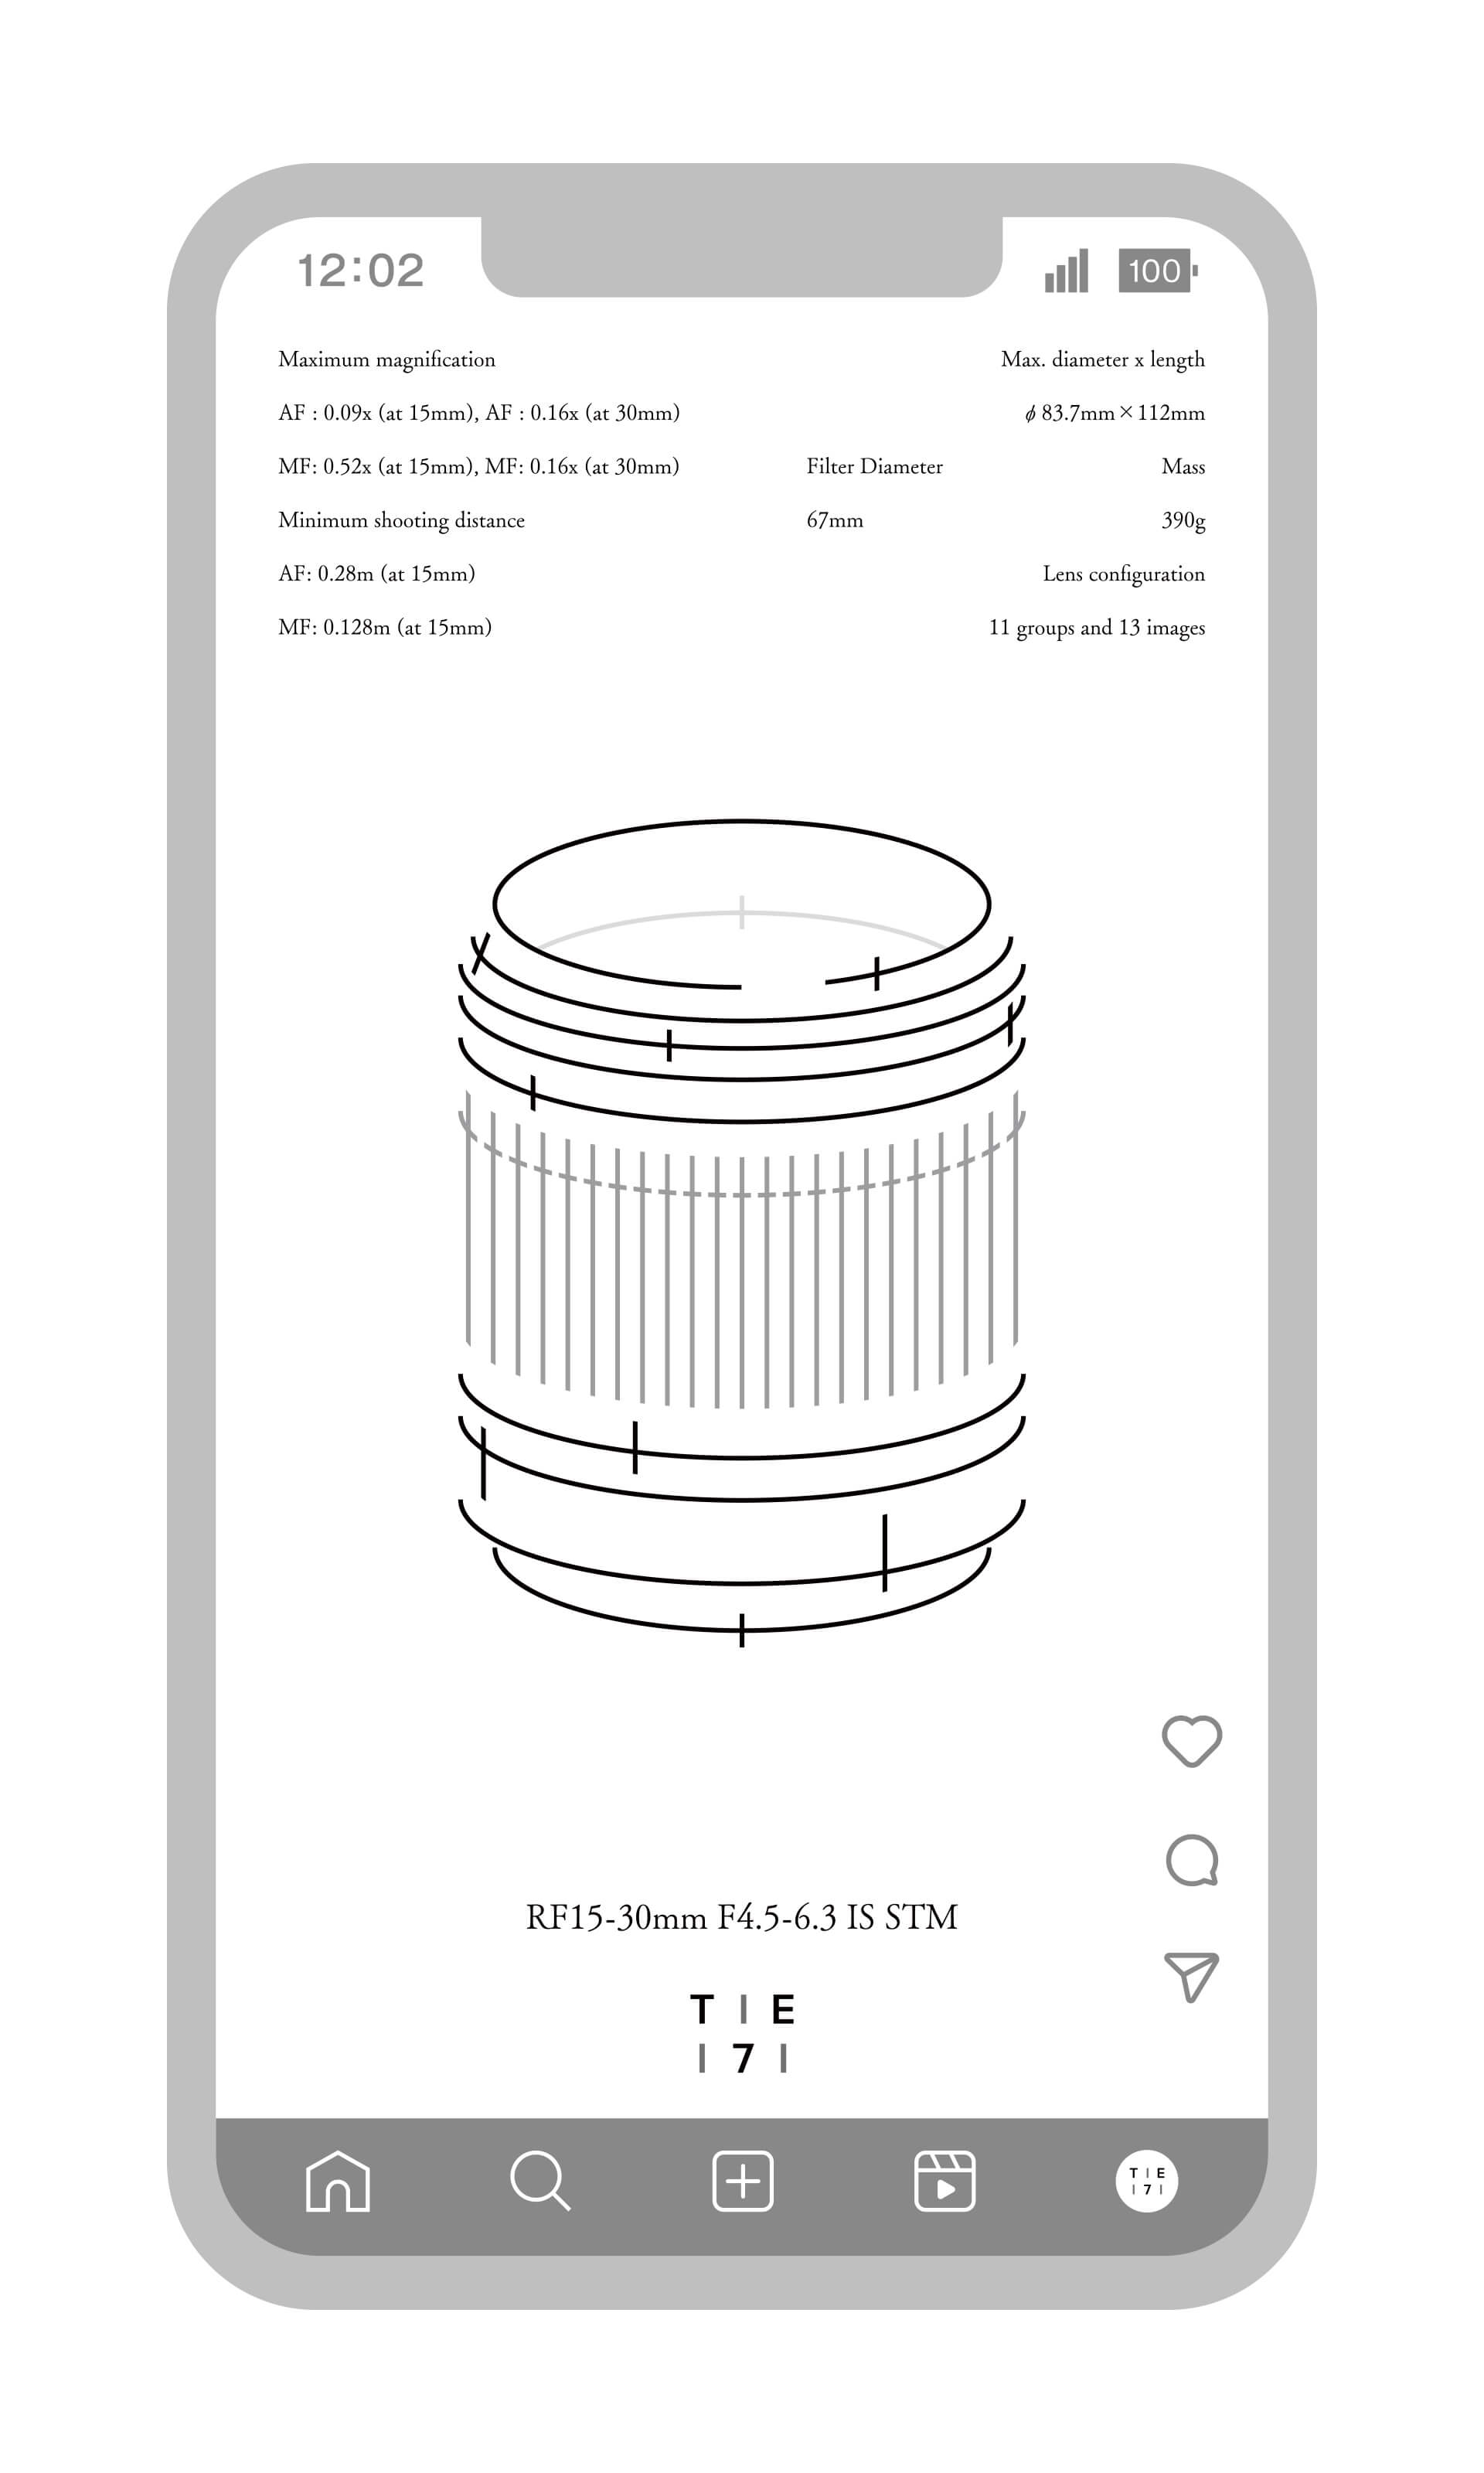 12:02
100
Maximum magnification
AF : 0.09x (at 15mm), AF : 0.16x (at 30mm)
MF: 0.52x (at 15mm), MF: 0.16x (at 30mm)
Minimum shooting distance
AF: 0.28m (at 15mm)
MF: 0.128m (at 15mm)
Filter Diameter
67mm
Max. diameter x length
ϕ 83.7mm×112mm
Mass
390g
Lens configuration
11 groups and 13 images
RF15-30mm F4.5-6.3 IS STM
T | E
| 7 |
T | E
| 7 |